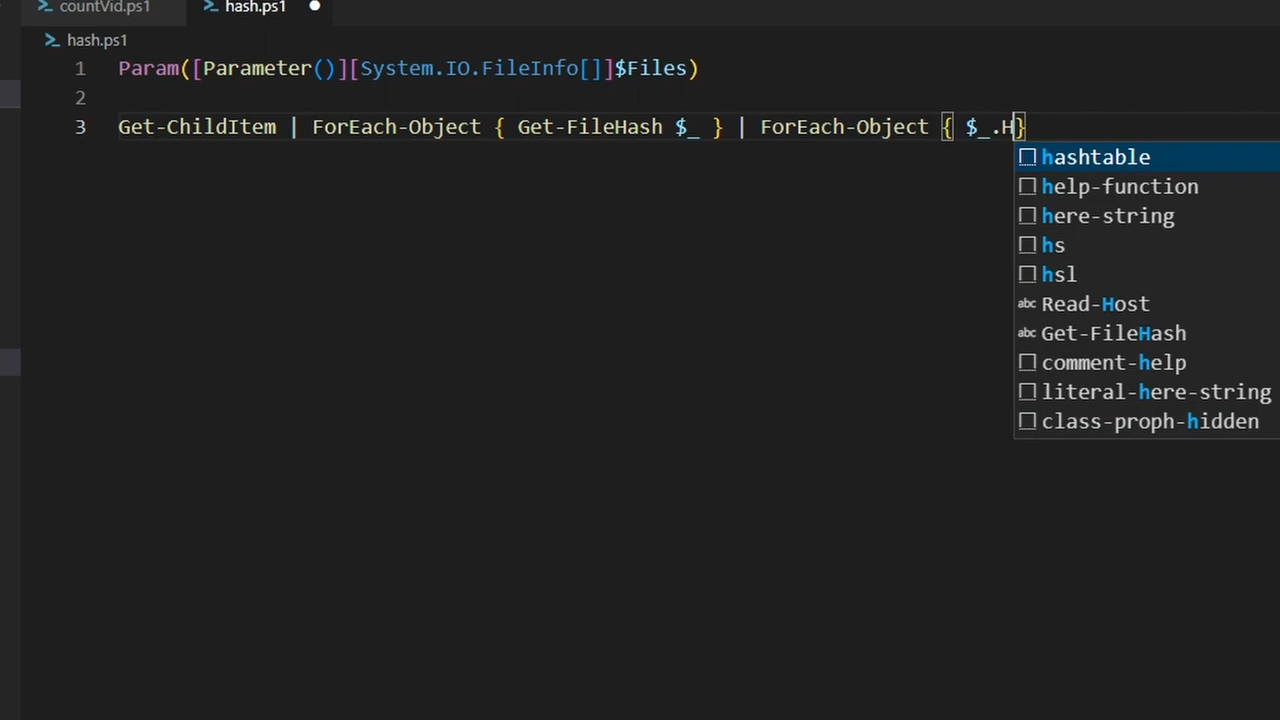 countVid.ps1 hash.ps1
hash.ps1
1 Param([Parameter()][System.IO.FileInfo[]]$Files)
2
3 Get-ChildItem | ForEach-Object { Get-FileHash $_ } | ForEach-Object { $_.H}
hashtable
help-function
here-string
hs
hsl
abc Read-Host
abc Get-FileHash
comment-help
literal-here-string
class-proph-hidden